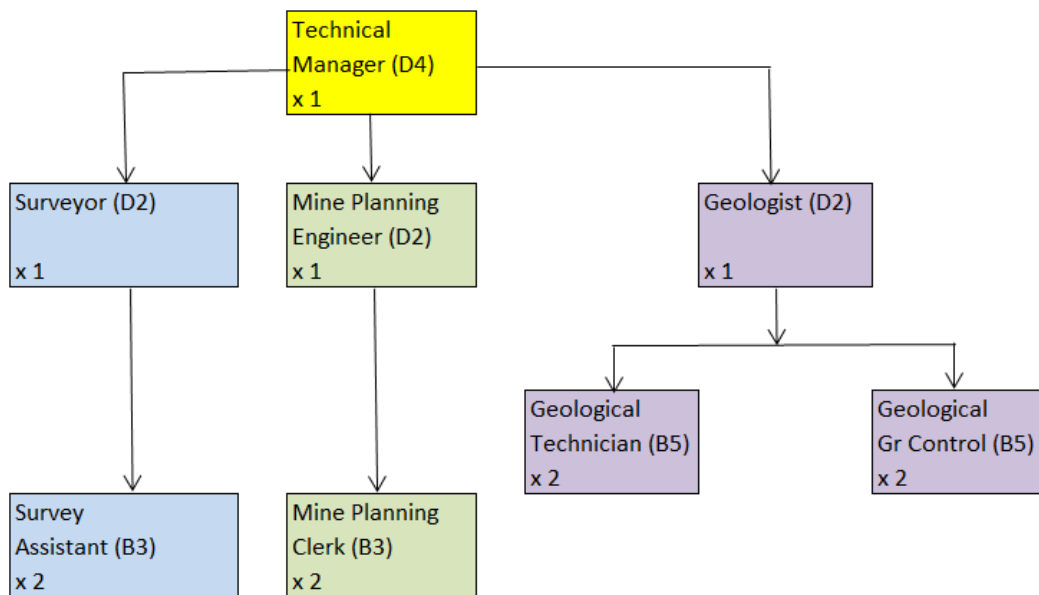 Technical
Manager (D4)
x 1
Surveyor (D2)
x 1
Mine Planning
Engineer (D2)
x 1
Geologist (D2)
x 1
Geological
Technician (B5)
x 2
Geological
Gr Control (B5)
x 2
Survey
Assistant (B3)
x 2
Mine Planning
Clerk (B3)
x 2